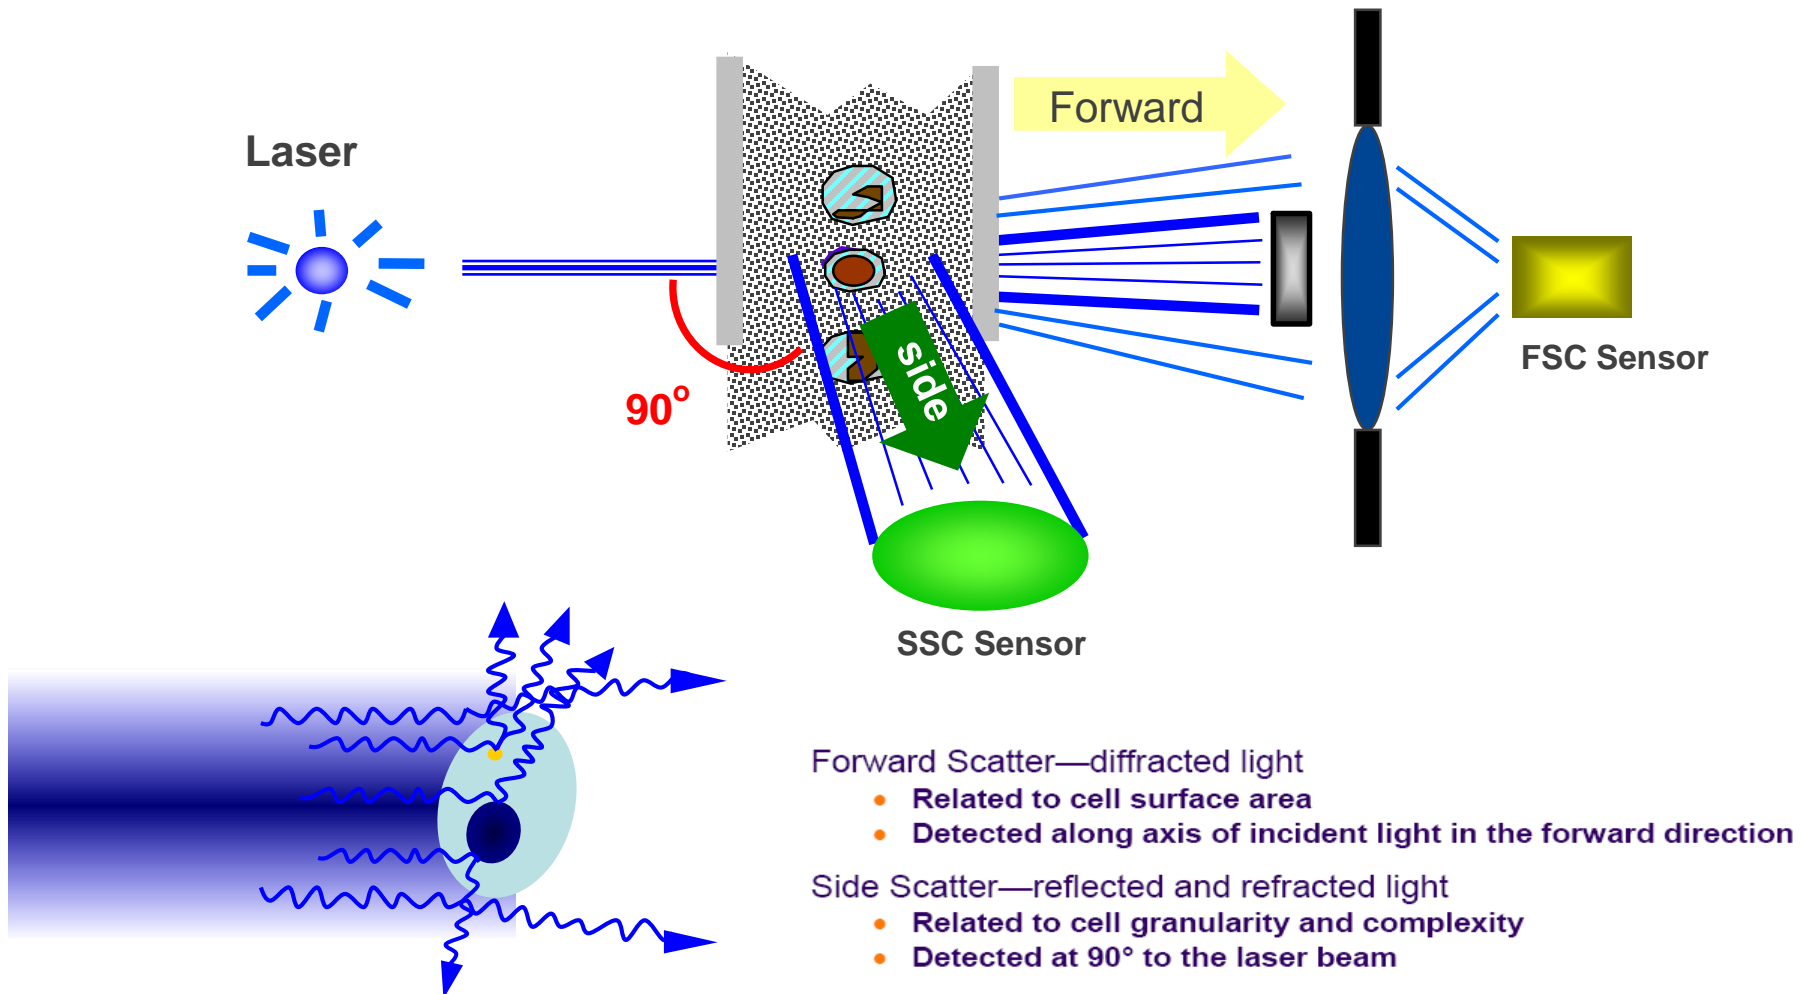 Forward
Laser
side
90°
FSC Sensor
SSC Sensor
Forward Scatter—diffracted light
• Related to cell surface area
• Detected along axis of incident light in the forward direction
Side Scatter—reflected and refracted light
• Related to cell granularity and complexity
• Detected at 90° to the laser beam